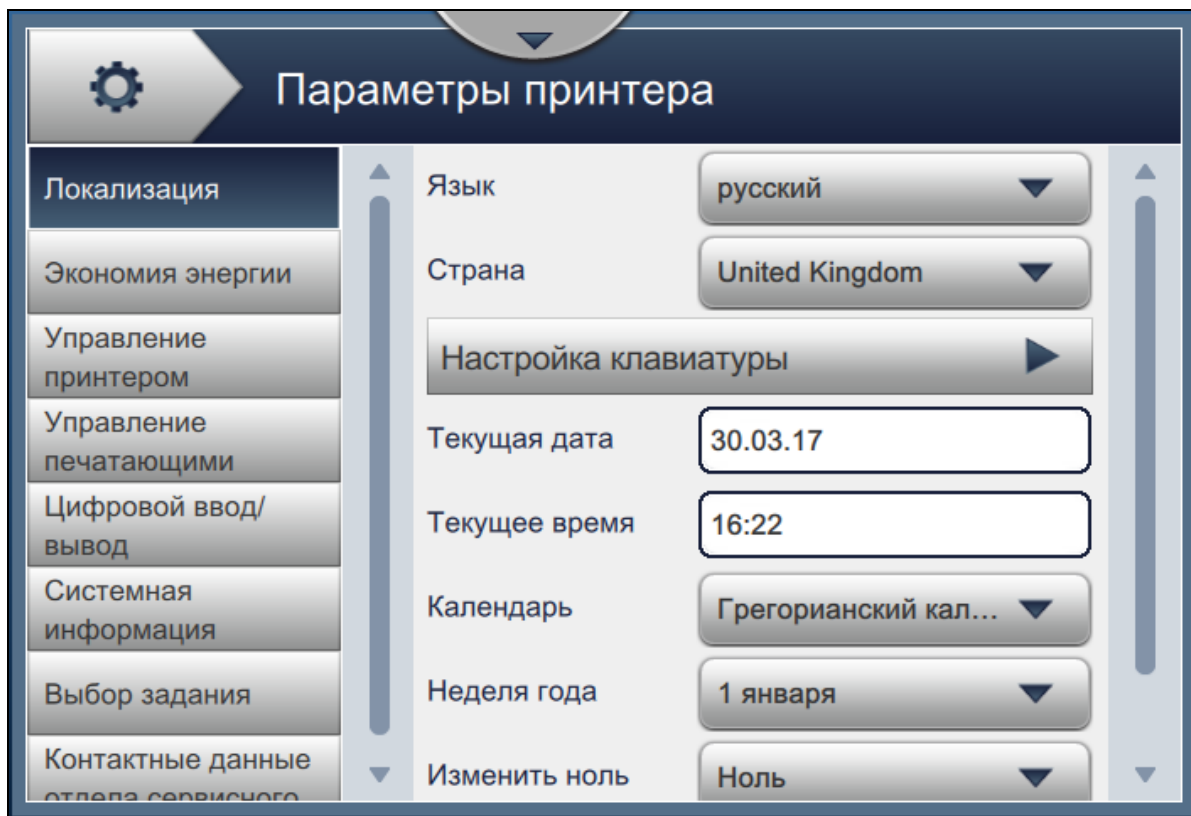 Параметры принтера
Локализация
Экономия энергии
Управление
принтером
Управление
печатающими
Цифровой ввод/
вывод
Системная
информация
Выбор задания
Контактные данные
отдела сервисного
Язык
русский
Страна
United Kingdom
Настройка клавиатуры
Текущая дата
30.03.17
Текущее время
16:22
Календарь
Грегорианский кал...
Неделя года
1 января
Изменить ноль
Ноль